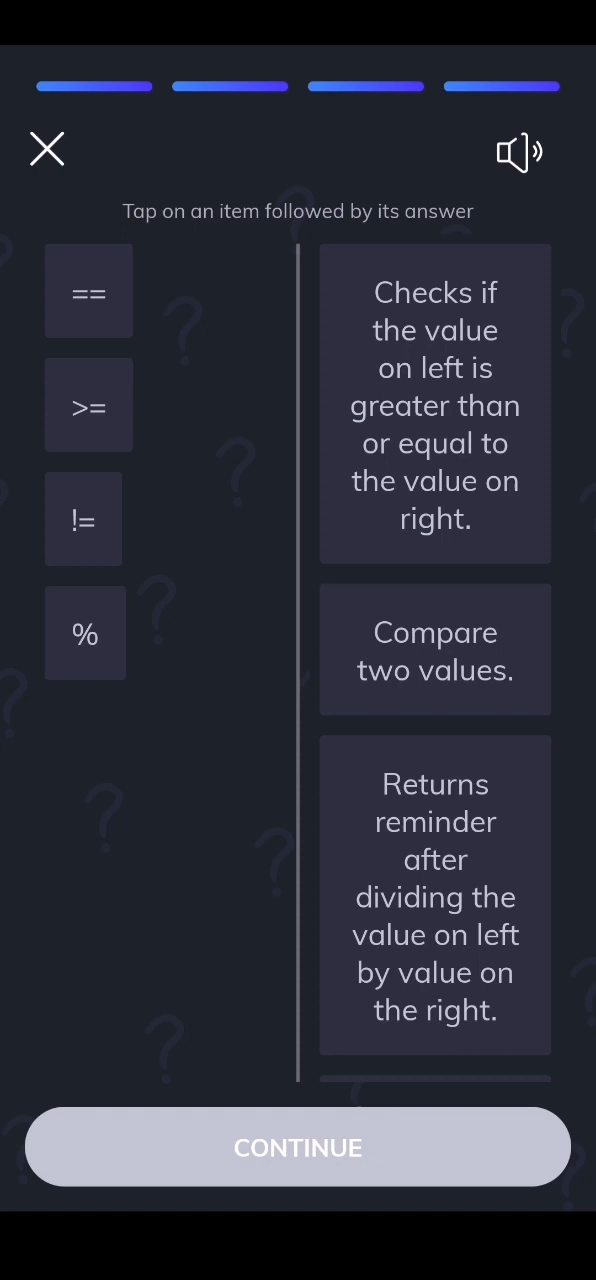 Tap on an item followed by its answer
==
>=
!=
%
Checks if
the value
on left is
greater than
or equal to
the value on
right.
Compare
two values.
Returns
reminder
after
dividing the
value on left
by value on
the right.
CONTINUE